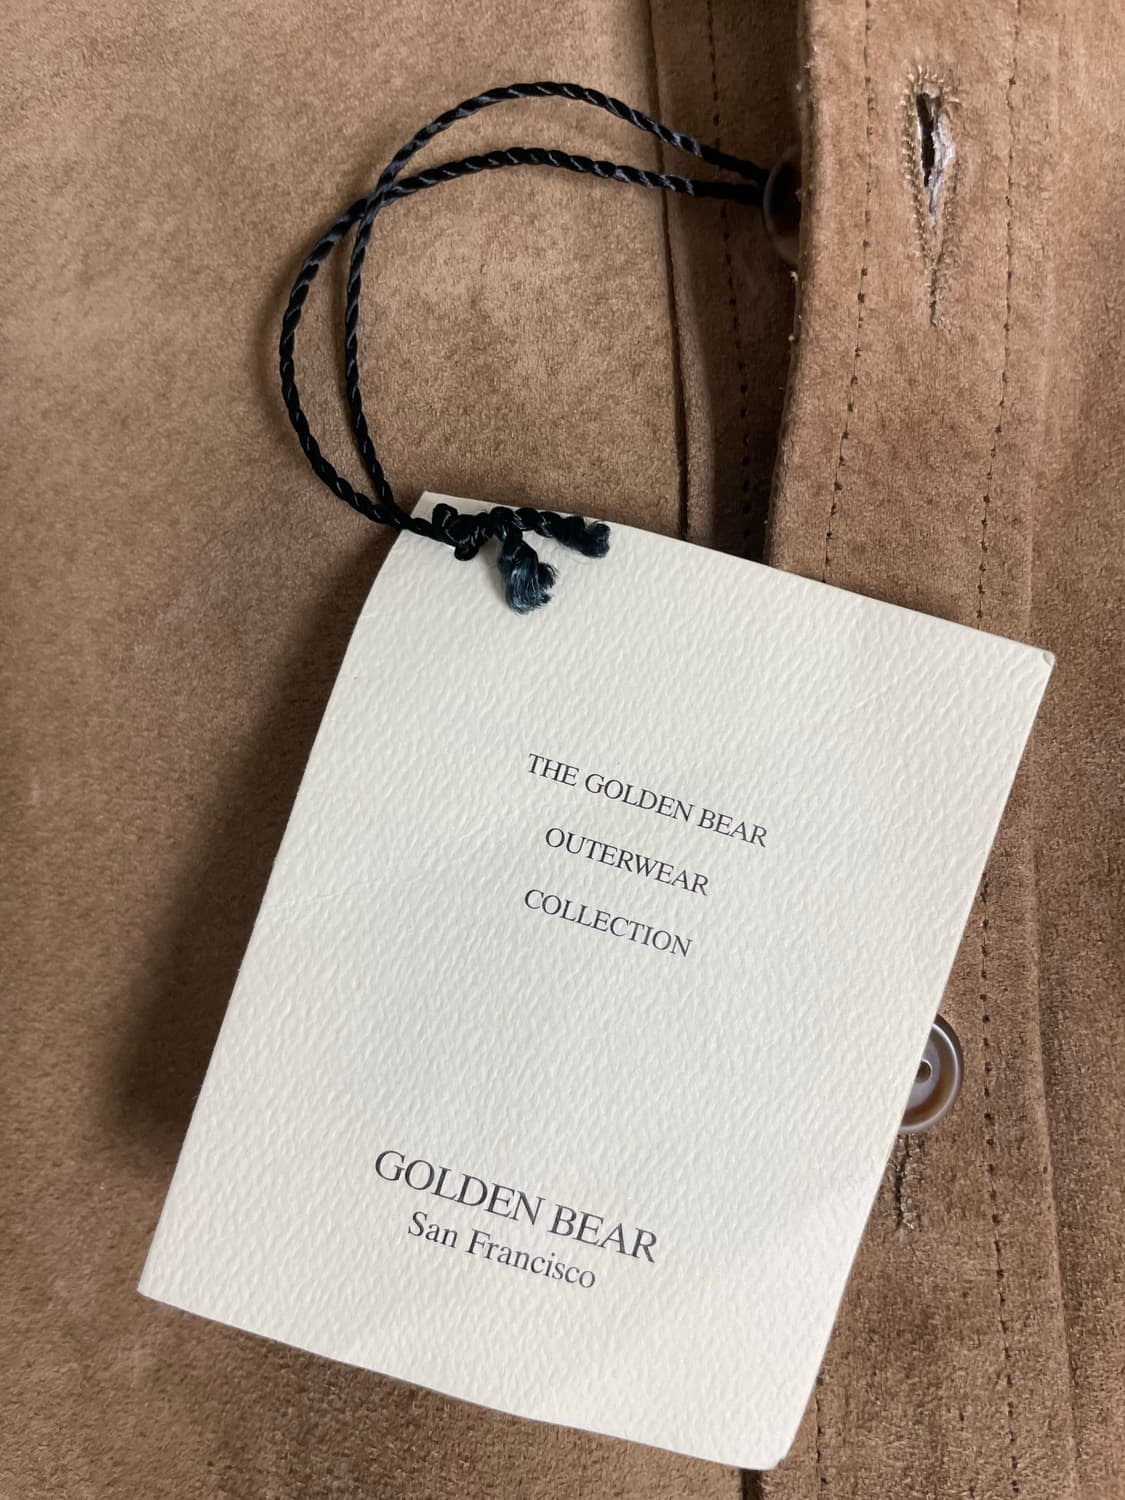 THE GOLDEN BEAR
OUTERWEAR
COLLECTION
GOLDEN BEAR
San Francisco